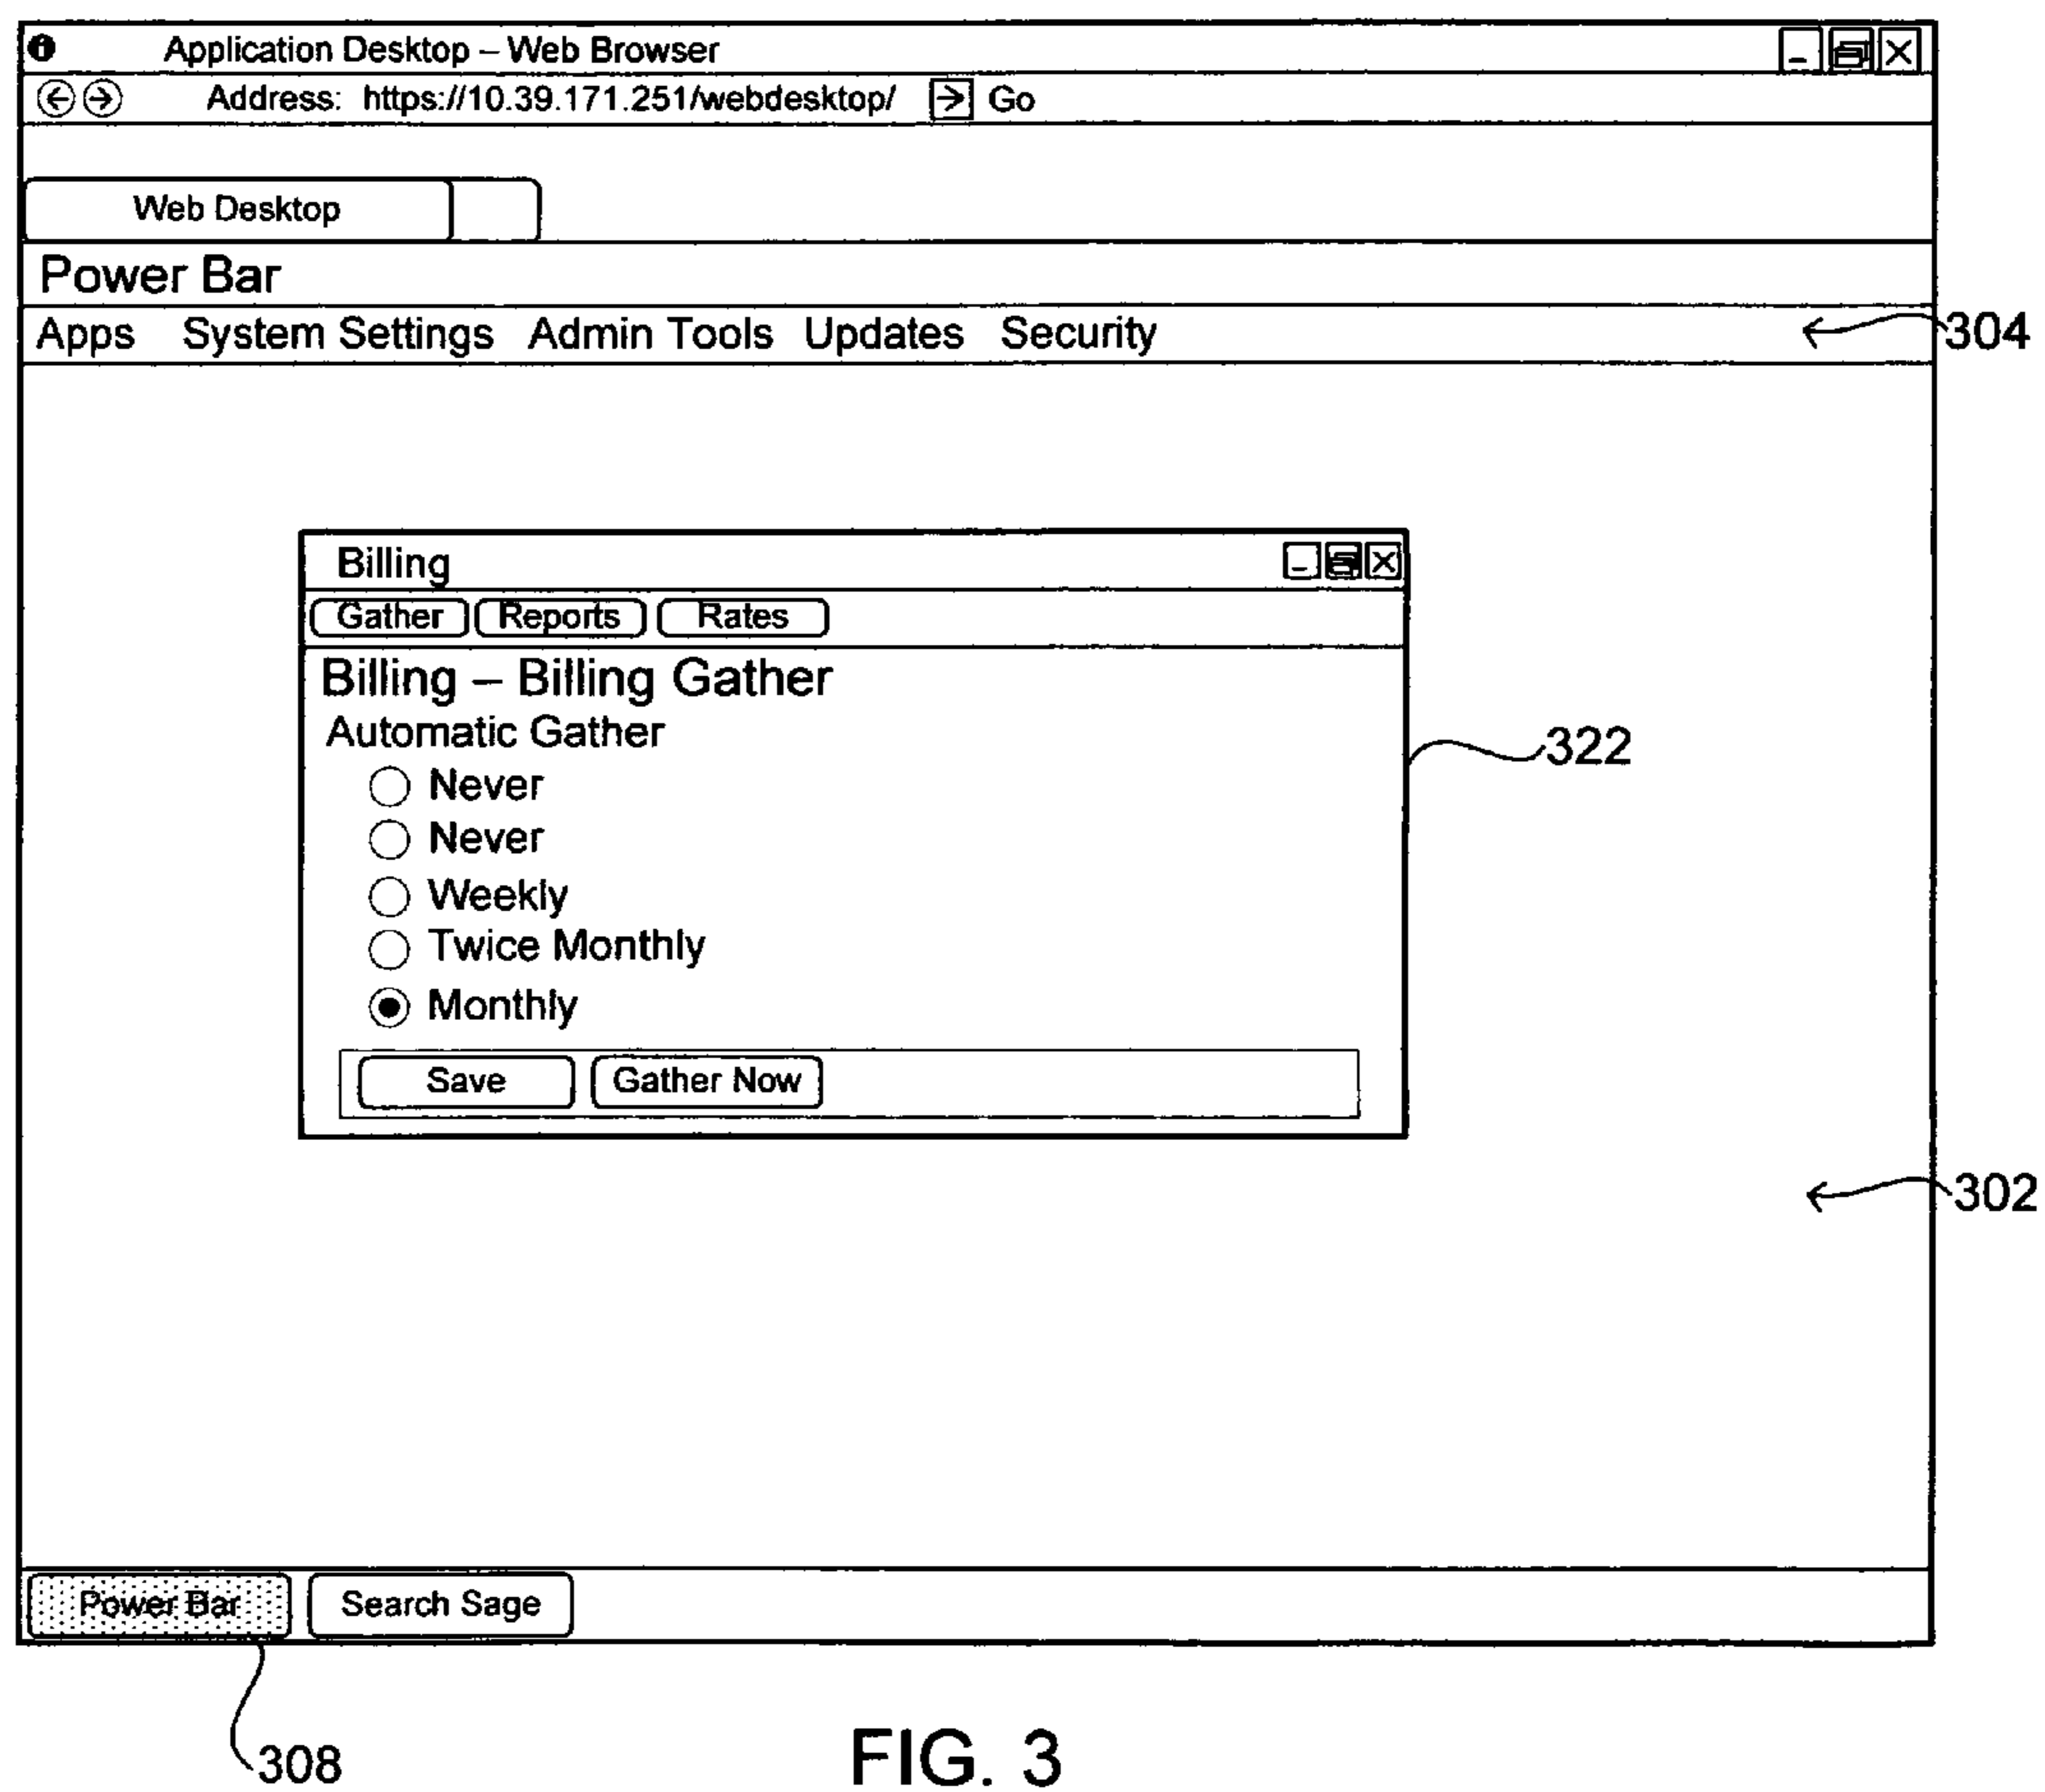 Application Desktop – Web Browser
Address: https://10.39.171.251/webdesktop/ Go
Web Desktop
Power Bar
Apps System Settings Admin Tools Updates Security
304
Billing
Gather Reports Rates
Billing – Billing Gather
Automatic Gather
322
Never
Never
Weekly
Twice Monthly
Monthly
Save Gather Now
302
Power Bar Search Sage
308
FIG. 3